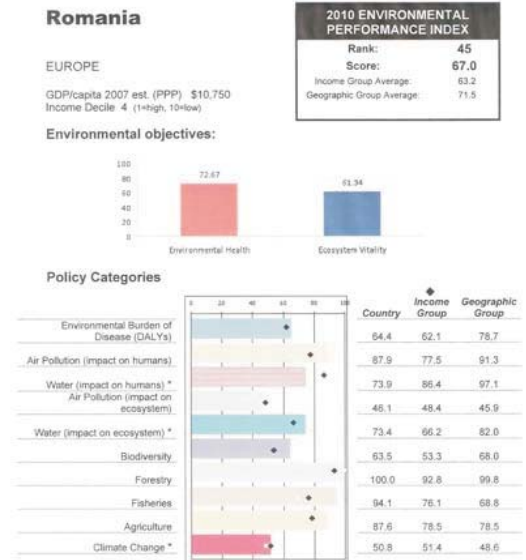 Romania
2010 ENVIRONMENTAL
PERFORMANCE INDEX
Rank: 45
Score: 67.0
Income Group Average: 63.2
Geographic Group Average: 71.5
EUROPE
GDP/capita 2007 est. (PPP) $10,750
Income Decile 4 (1=high, 10=low)
Environmental objectives:
100
80
60
40
20
0
72.67
61.34
Environmental Health
Ecosystem Vitality
Policy Categories
0 20 40 60 80 100
Country
Income Group
Geographic Group
Environmental Burden of
Disease (DALYs) 64.4 62.1 78.7
Air Pollution (impact on humans) 87.9 77.5 91.3
Water (impact on humans) * 73.9 86.4 97.1
Air Pollution (impact on
ecosystem) 46.1 48.4 45.9
Water (impact on ecosystem) * 73.4 66.2 82.0
Biodiversity 63.5 53.3 68.0
Forestry 100.0 92.8 99.8
Fisheries 94.1 76.1 68.8
Agriculture 87.6 78.5 78.5
Climate Change * 50.8 51.4 48.6